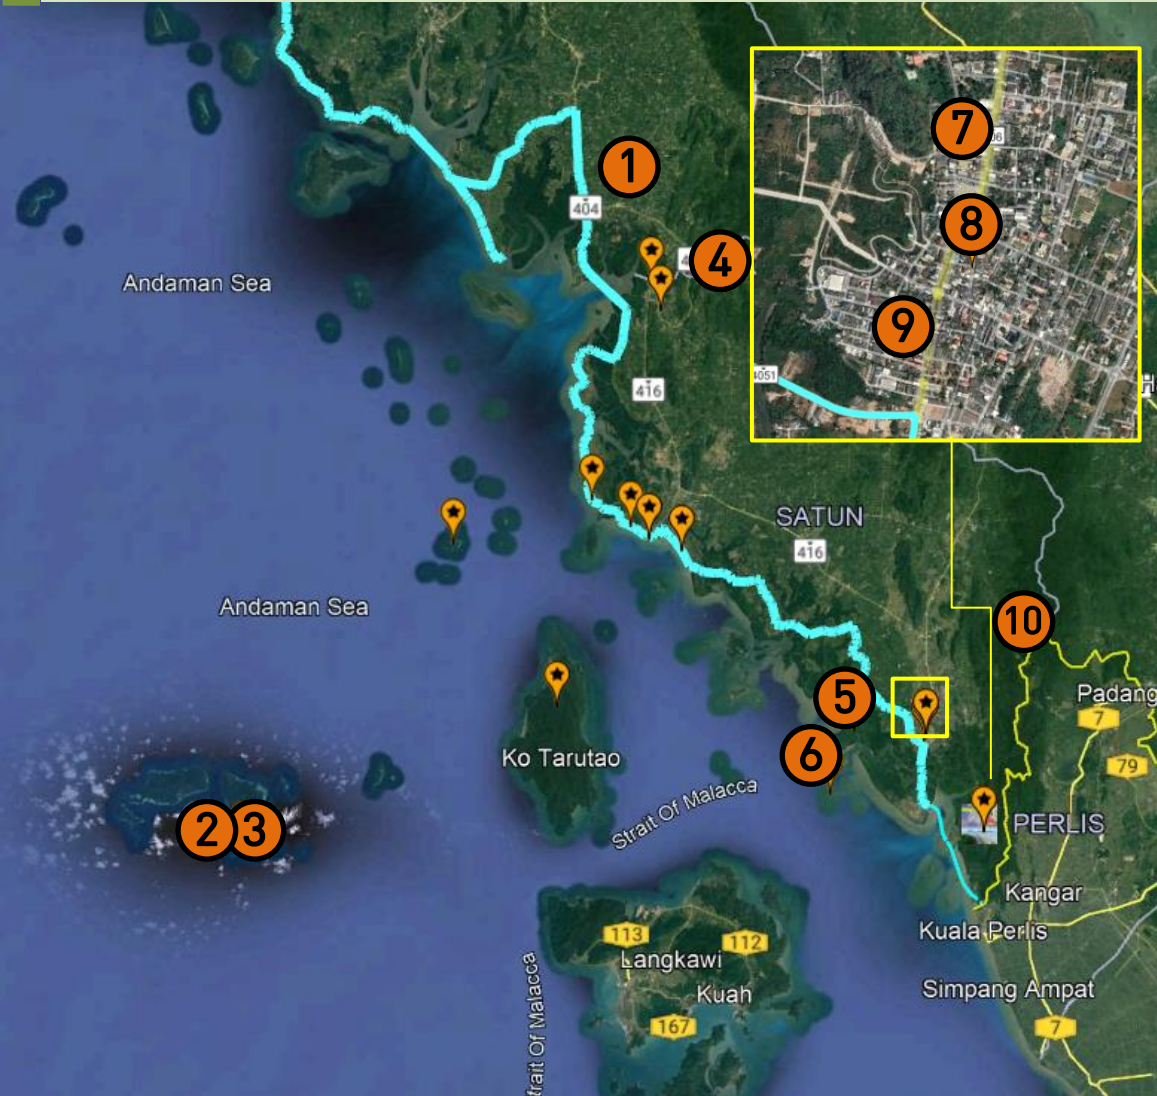 7
8
9
4051
1
404
4
Andaman Sea
416
SATUN
416
Andaman Sea
10
5
Padang
7
6
79
Ko Tarutao
Strait Of Malacca
2
3
PERLIS
Kangar
Kuala Perlis
113
112
Langkawi
Kuah
Simpang Ampat
167
7
trait Of Malacca